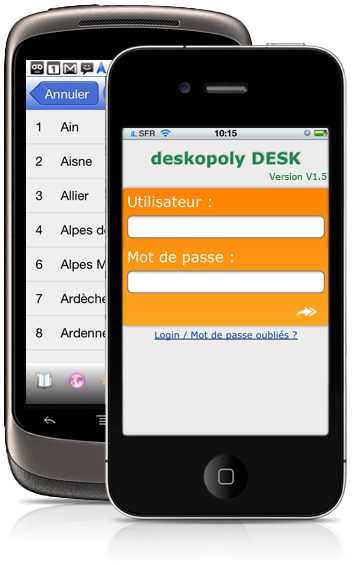 Annuler
1 Ain
2 Aisne
3 Allier
4 Alpes de
6 Alpes M
7 Ardèche
8 Ardenne
SFR 10:15
deskopoly DESK
Version V1.5
Utilisateur :
Mot de passe :
Login / Mot de passe oubliés ?